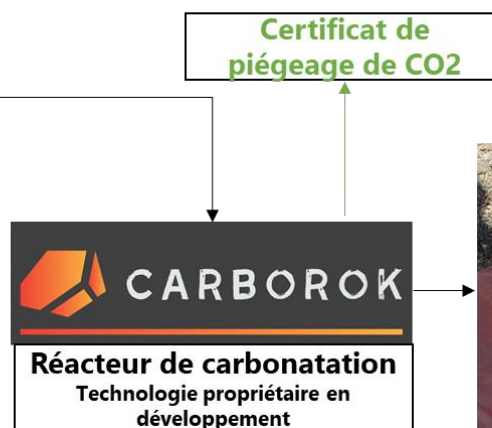 Certificat de
piégeage de CO2
CARBOROK
Réacteur de carbonatation
Technologie propriétaire en
développement